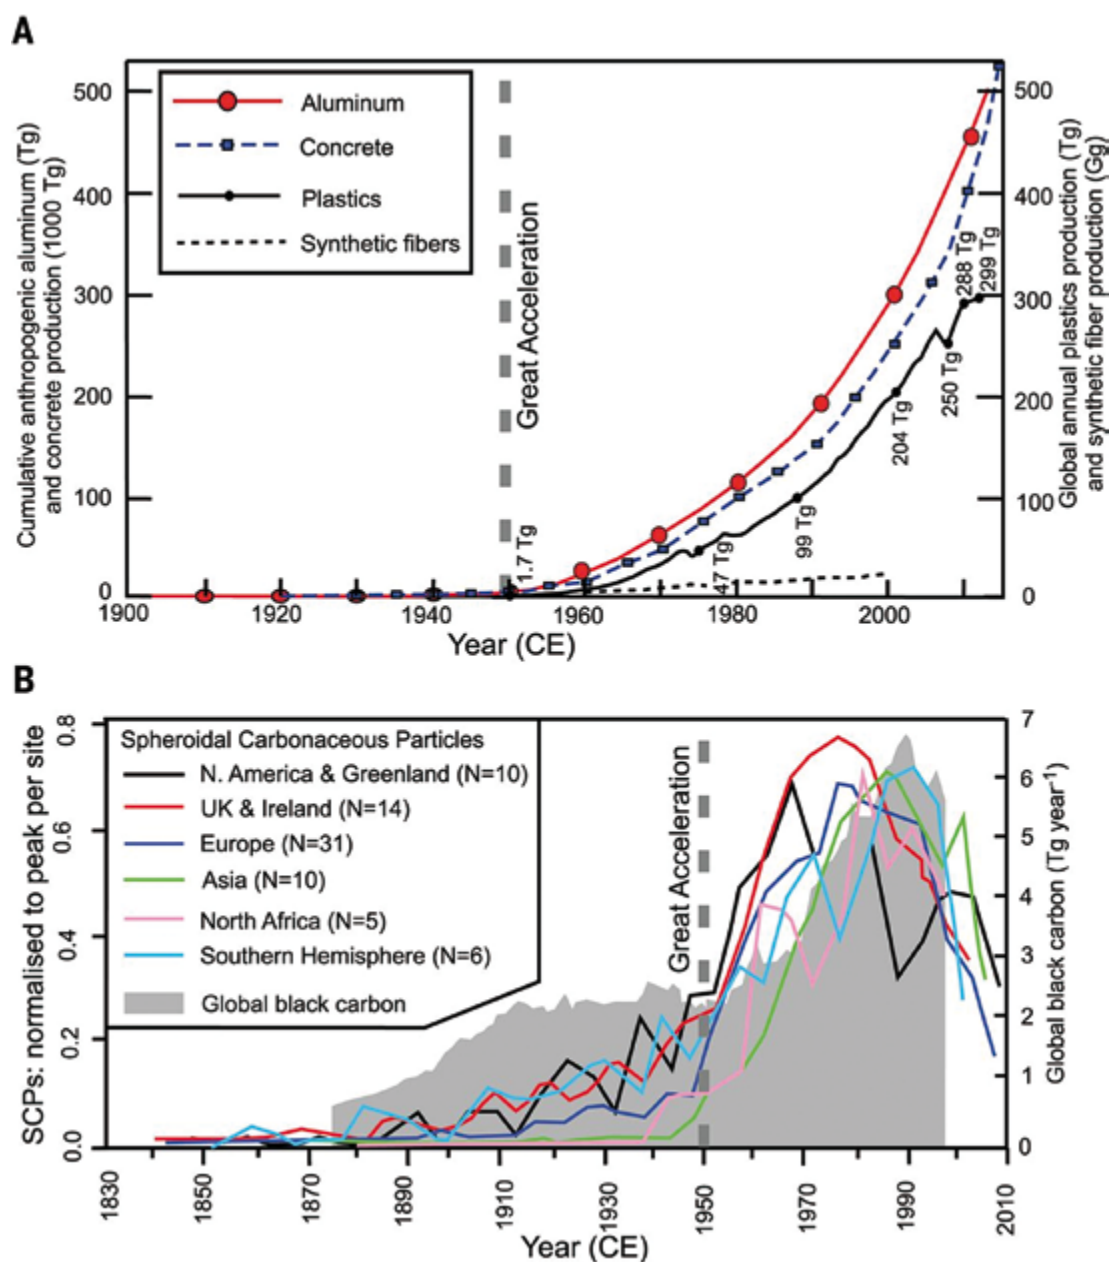 A
Cumulative anthropogenic aluminum (Tg)
and concrete production (1000 Tg)
500
400
300
200
100
0
Aluminum
Concrete
Plastics
Synthetic fibers
Great Acceleration
1.7 Tg
47 Tg
99 Tg
204 Tg
250 Tg
288 Tg
299 Tg
500
400
300
200
100
0
Global annual plastics production (Tg)
and synthetic fiber production (Gg)
1900 1920 1940 1960 1980 2000
Year (CE)
B
SCPs: normalised to peak per site
0.8
0.6
0.4
0.2
0.0
Spheroidal Carbonaceous Particles
N. America & Greenland (N=10)
UK & Ireland (N=14)
Europe (N=31)
Asia (N=10)
North Africa (N=5)
Southern Hemisphere (N=6)
Global black carbon
Great Acceleration
7
6
5
4
3
2
1
0
Global black carbon (Tg year⁻¹)
1830 1850 1870 1890 1910 1930 1950 1970 1990 2010
Year (CE)